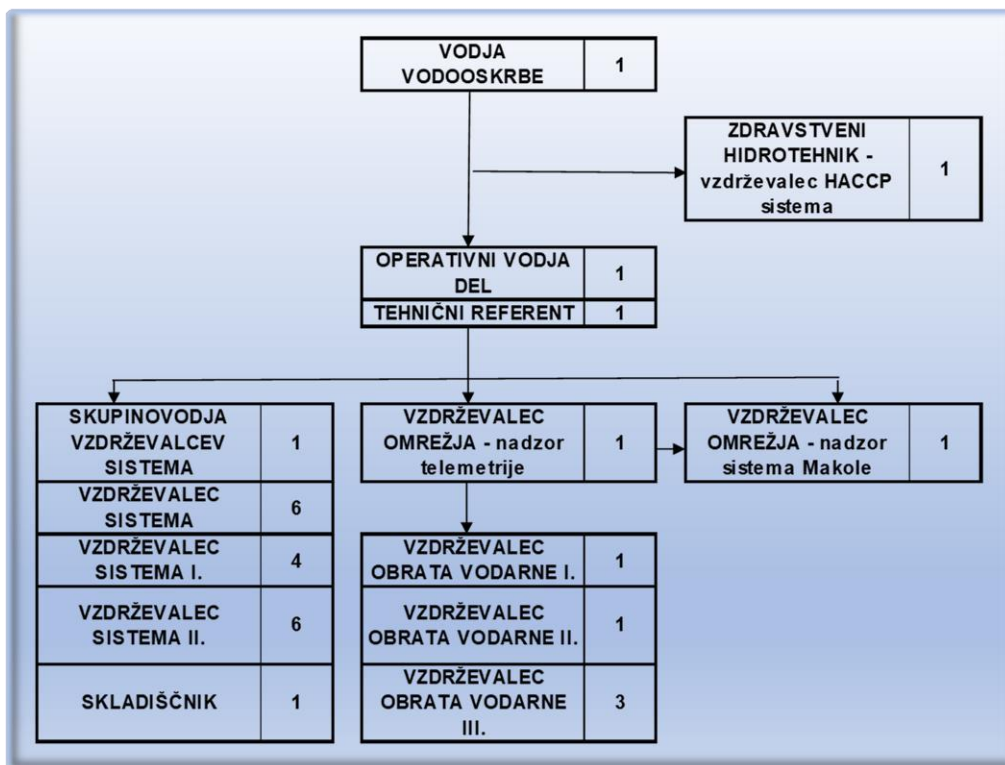 VODJA
VODOOSKRBE
1
ZDRAVSTVENI
HIDROTEHNIK -
vzdrževalec HACCP
sistema
1
OPERATIVNI VODJA
DEL
1
TEHNIČNI REFERENT
1
SKUPINOVODJA
VZDRŽEVALCEV
SISTEMA
1
VZDRŽEVALEC
SISTEMA
6
VZDRŽEVALEC
SISTEMA I.
4
VZDRŽEVALEC
SISTEMA II.
6
SKLADIŠČNIK
1
VZDRŽEVALEC
OMREŽJA - nadzor
telemetrije
1
VZDRŽEVALEC
OMREŽJA - nadzor
sistema Makole
1
VZDRŽEVALEC
OBRATA VODARNE I.
1
VZDRŽEVALEC
OBRATA VODARNE II.
1
VZDRŽEVALEC
OBRATA VODARNE
III.
3